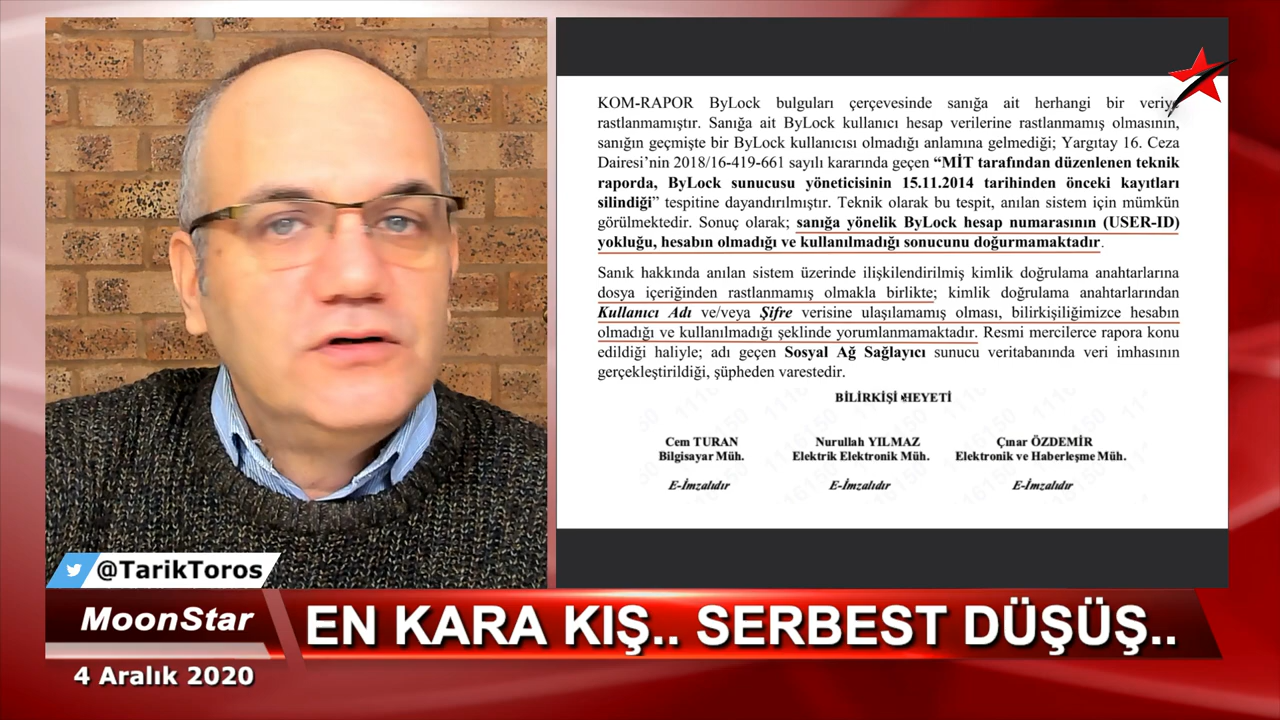 KOM-RAPOR ByLock bulguları çerçevesinde sanığa ait herhangi bir veriye
rastlanmamıştır. Sanığa ait ByLock kullanıcı hesap verilerine rastlanmamış olmasının,
sanığın geçmişte bir ByLock kullanıcısı olmadığı anlamına gelmediği; Yargıtay 16. Ceza
Dairesi’nin 2018/16-419-661 sayılı kararında geçen “MİT tarafından düzenlenen teknik
raporda, ByLock sunucusu yöneticisinin 15.11.2014 tarihinden önceki kayıtları
silindiği” tespitine dayandırılmıştır. Teknik olarak bu tespit, anılan sistem için mümkün
görülmektedir. Sonuç olarak; sanığa yönelik ByLock hesap numarasının (USER-ID)
yokluğu, hesabın olmadığı ve kullanılmadığı sonucunu doğurmamaktadır.
Sanık hakkında anılan sistem üzerinde ilişkilendirilmiş kimlik doğrulama anahtarlarına
dosya içeriğinden rastlanmamış olmakla birlikte; kimlik doğrulama anahtarlarından
Kullanıcı Adı ve/veya Şifre verisine ulaşılamamış olması, bilirkişiliğimizce hesabın
olmadığı ve kullanılmadığı şeklinde yorumlanmamaktadır. Resmi mercilerce rapora konu
edildiği haliyle; adı geçen Sosyal Ağ Sağlayıcı sunucu veritabanında veri imhasının
gerçekleştirildiği, şüpheden varestedir.
BİLİRKİŞİ HEYETİ
Cem TURAN Nurullah YILMAZ Çınar ÖZDEMİR
Bilgisayar Müh. Elektrik Elektronik Müh. Elektronik ve Haberleşme Müh.
E-İmzalıdır E-İmzalıdır E-İmzalıdır
@TarikToros
MoonStar
EN KARA KIŞ.. SERBEST DÜŞÜŞ..
4 Aralık 2020